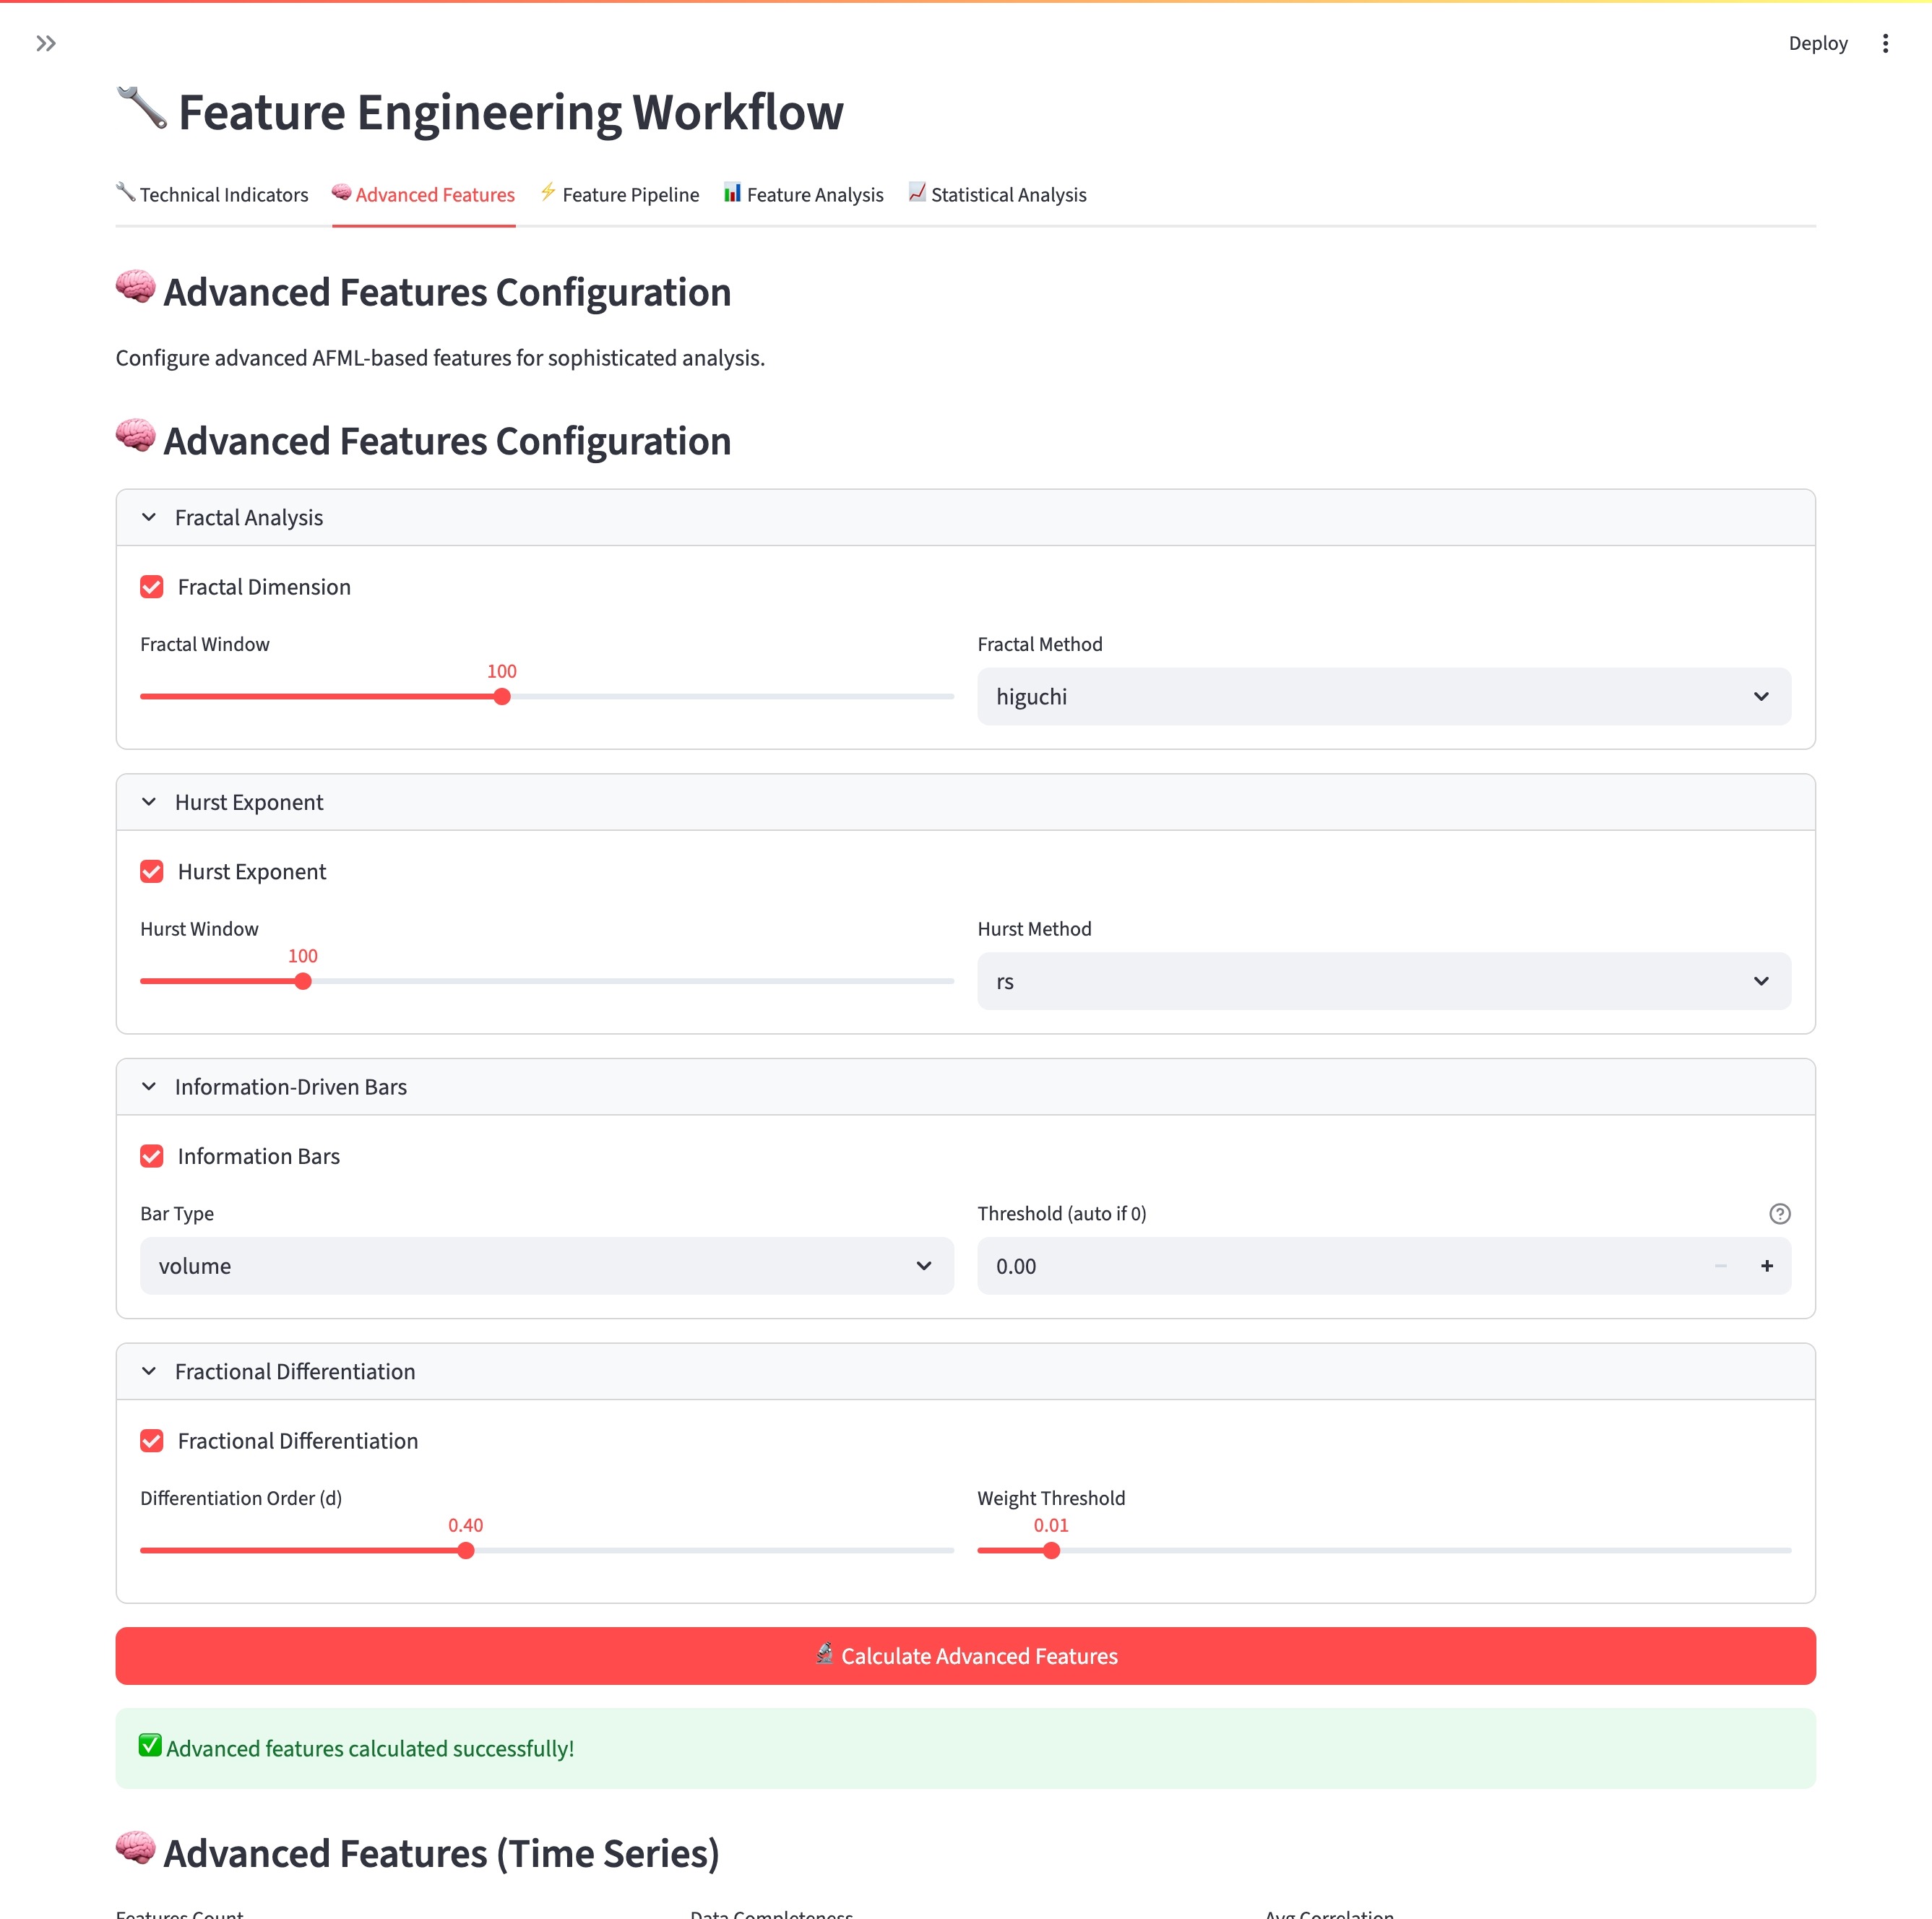 Deploy
Feature Engineering Workflow
Technical Indicators
Advanced Features
Feature Pipeline
Feature Analysis
Statistical Analysis
Advanced Features Configuration
Configure advanced AFML-based features for sophisticated analysis.
Advanced Features Configuration
Fractal Analysis
Fractal Dimension
Fractal Window
100
Fractal Method
higuchi
Hurst Exponent
Hurst Exponent
Hurst Window
100
Hurst Method
rs
Information-Driven Bars
Information Bars
Bar Type
volume
Threshold (auto if 0)
0.00
Fractional Differentiation
Fractional Differentiation
Differentiation Order (d)
0.40
Weight Threshold
0.01
Calculate Advanced Features
Advanced features calculated successfully!
Advanced Features (Time Series)
Features Count
Data Completeness
Avg Correlation